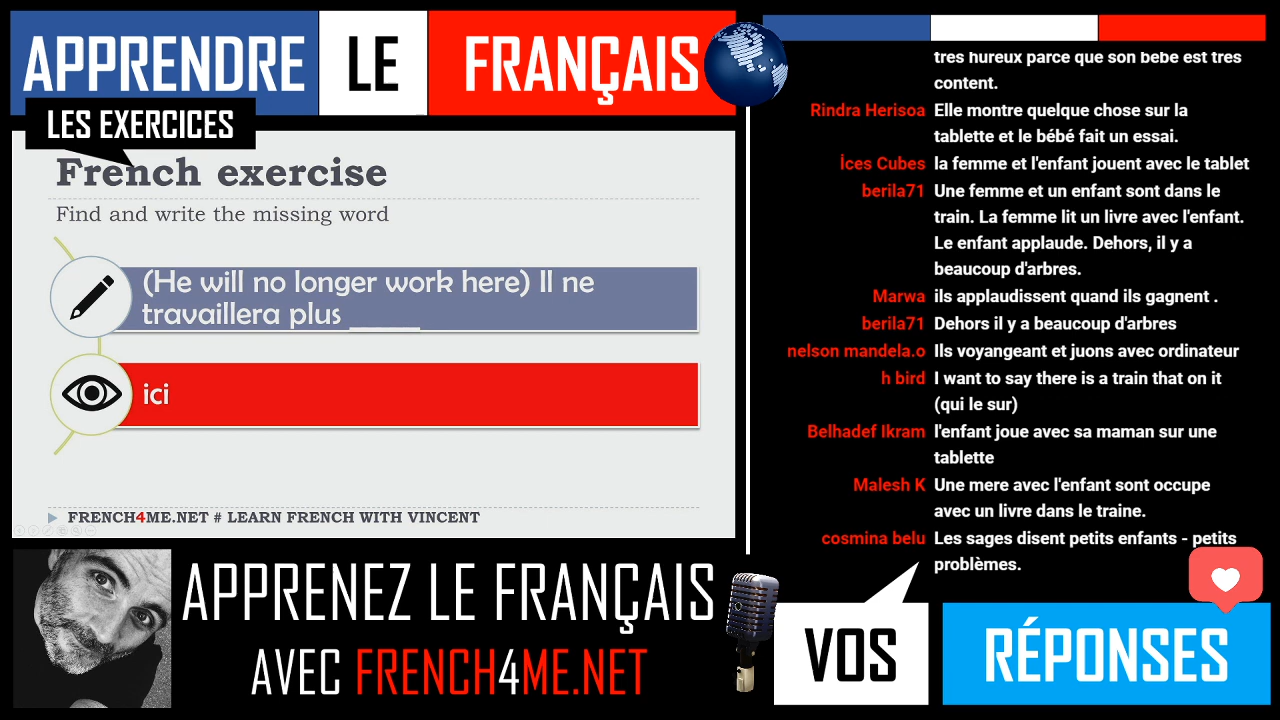 APPRENDRE LE FRANÇAIS
LES EXERCICES
French exercise
Find and write the missing word
(He will no longer work here) Il ne
travaillera plus _____
ici
FRENCH4ME.NET # LEARN FRENCH WITH VINCENT
APPRENEZ LE FRANÇAIS
AVEC FRENCH4ME.NET
tres hureux parce que son bebe est tres
content.
Rindra Herisoa Elle montre quelque chose sur la
tablette et le bébé fait un essai.
İces Cubes la femme et l'enfant jouent avec le tablet
berila71 Une femme et un enfant sont dans le
train. La femme lit un livre avec l'enfant.
Le enfant applaude. Dehors, il y a
beaucoup d'arbres.
Marwa ils applaudissent quand ils gagnent .
berila71 Dehors il y a beaucoup d'arbres
nelson mandela.o Ils voyangeant et juons avec ordinateur
h bird I want to say there is a train that on it
(qui le sur)
Belhadef Ikram l'enfant joue avec sa maman sur une
tablette
Malesh K Une mere avec l'enfant sont occupe
avec un livre dans le traine.
cosmina belu Les sages disent petits enfants - petits
problèmes.
VOS RÉPONSES